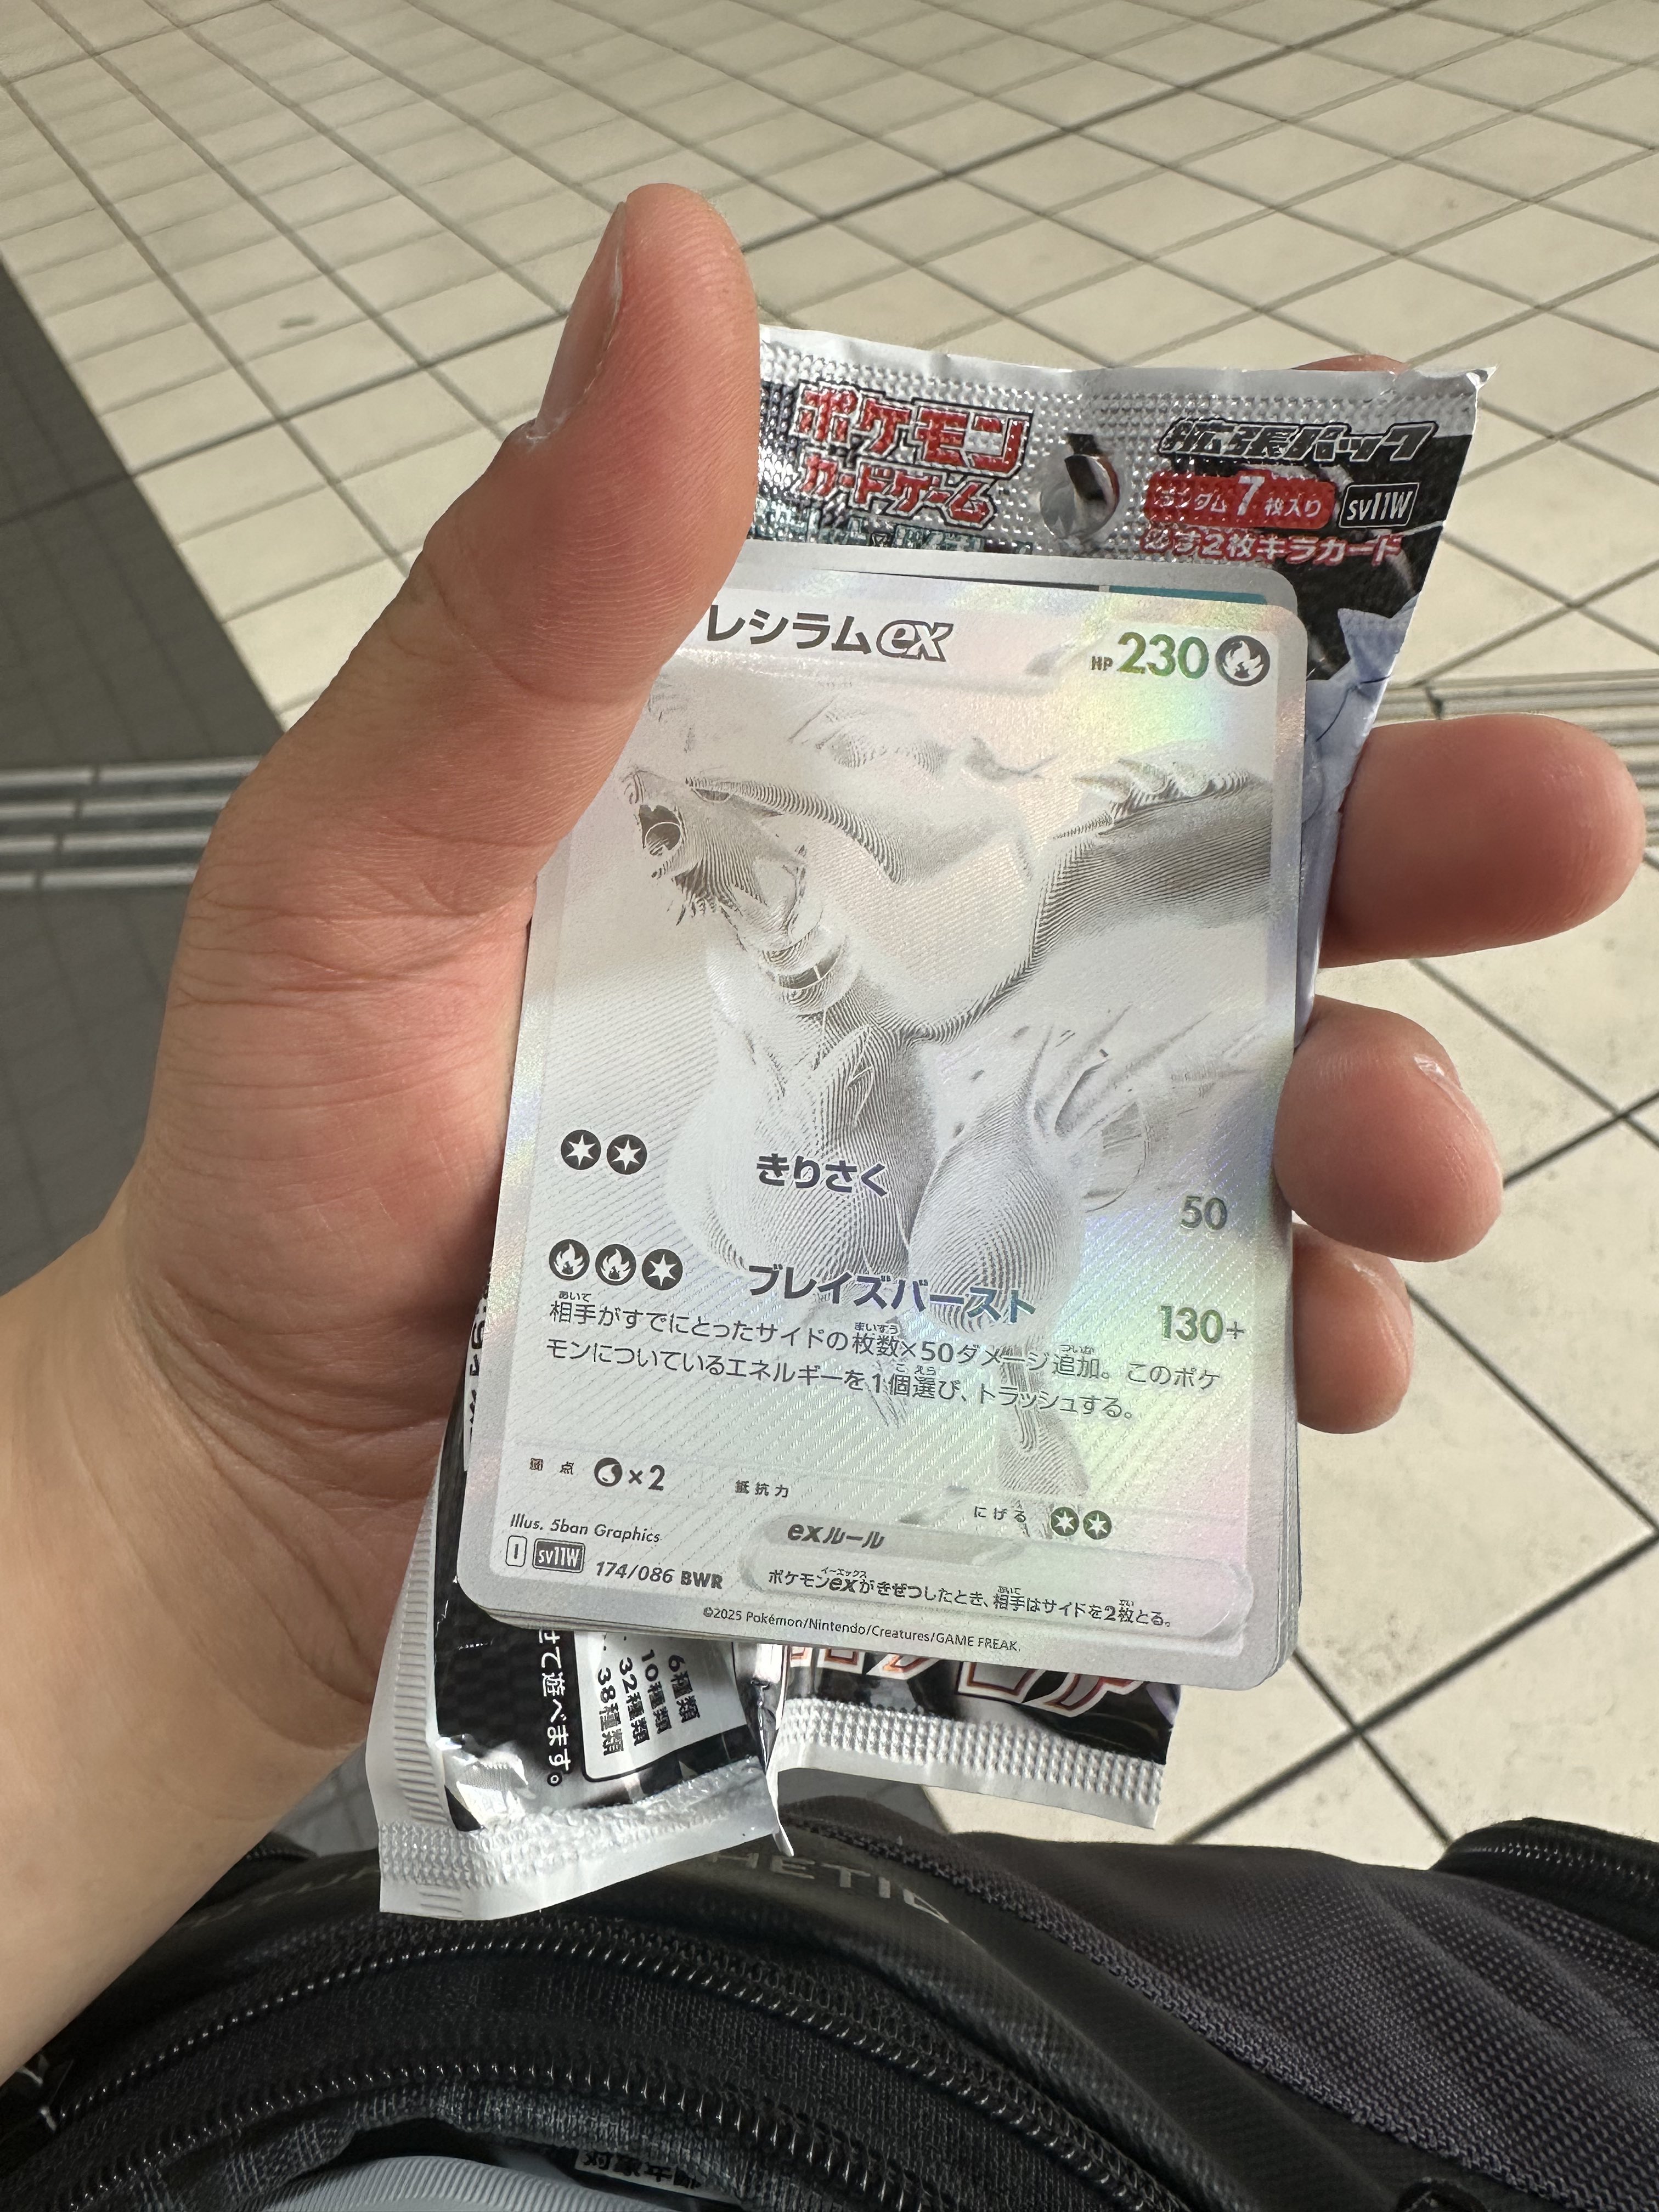 ポケモン
カードゲーム
拡張パック
ランダム7枚入り sv11W
必ず2枚キラカード
レシラムex HP230
きりさく 50
ブレイズバースト 130+
相手がすでにとったサイドの枚数×50ダメージ追加。このポケ
モンについているエネルギーを1個選び、トラッシュする。
弱点 ×2 抵抗力
にげる
Illus. 5ban Graphics
I sv11W 174/086 BWR
exルール
ポケモンexがきぜつしたとき、相手はサイドを2枚とる。
©2025 Pokémon/Nintendo/Creatures/GAME FREAK.
せて遊べます。
6種類
10種類
32種類
38種類